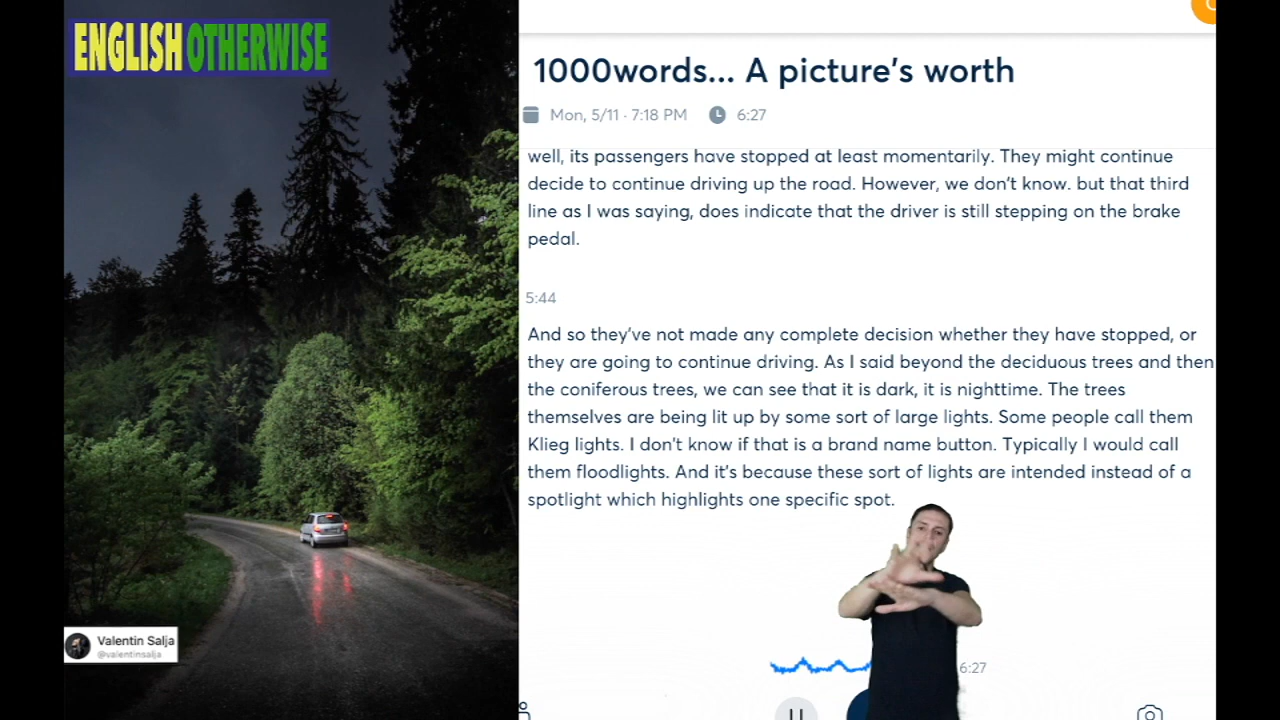 ENGLISH OTHERWISE
Valentin Salja
@valentinsalja
1000words... A picture's worth
Mon, 5/11 · 7:18 PM 6:27
well, its passengers have stopped at least momentarily. They might continue
decide to continue driving up the road. However, we don't know. but that third
line as I was saying, does indicate that the driver is still stepping on the brake
pedal.
5:44
And so they've not made any complete decision whether they have stopped, or
they are going to continue driving. As I said beyond the deciduous trees and then
the coniferous trees, we can see that it is dark, it is nighttime. The trees
themselves are being lit up by some sort of large lights. Some people call them
Klieg lights. I don't know if that is a brand name button. Typically I would call
them floodlights. And it's because these sort of lights are intended instead of a
spotlight which highlights one specific spot.
6:27